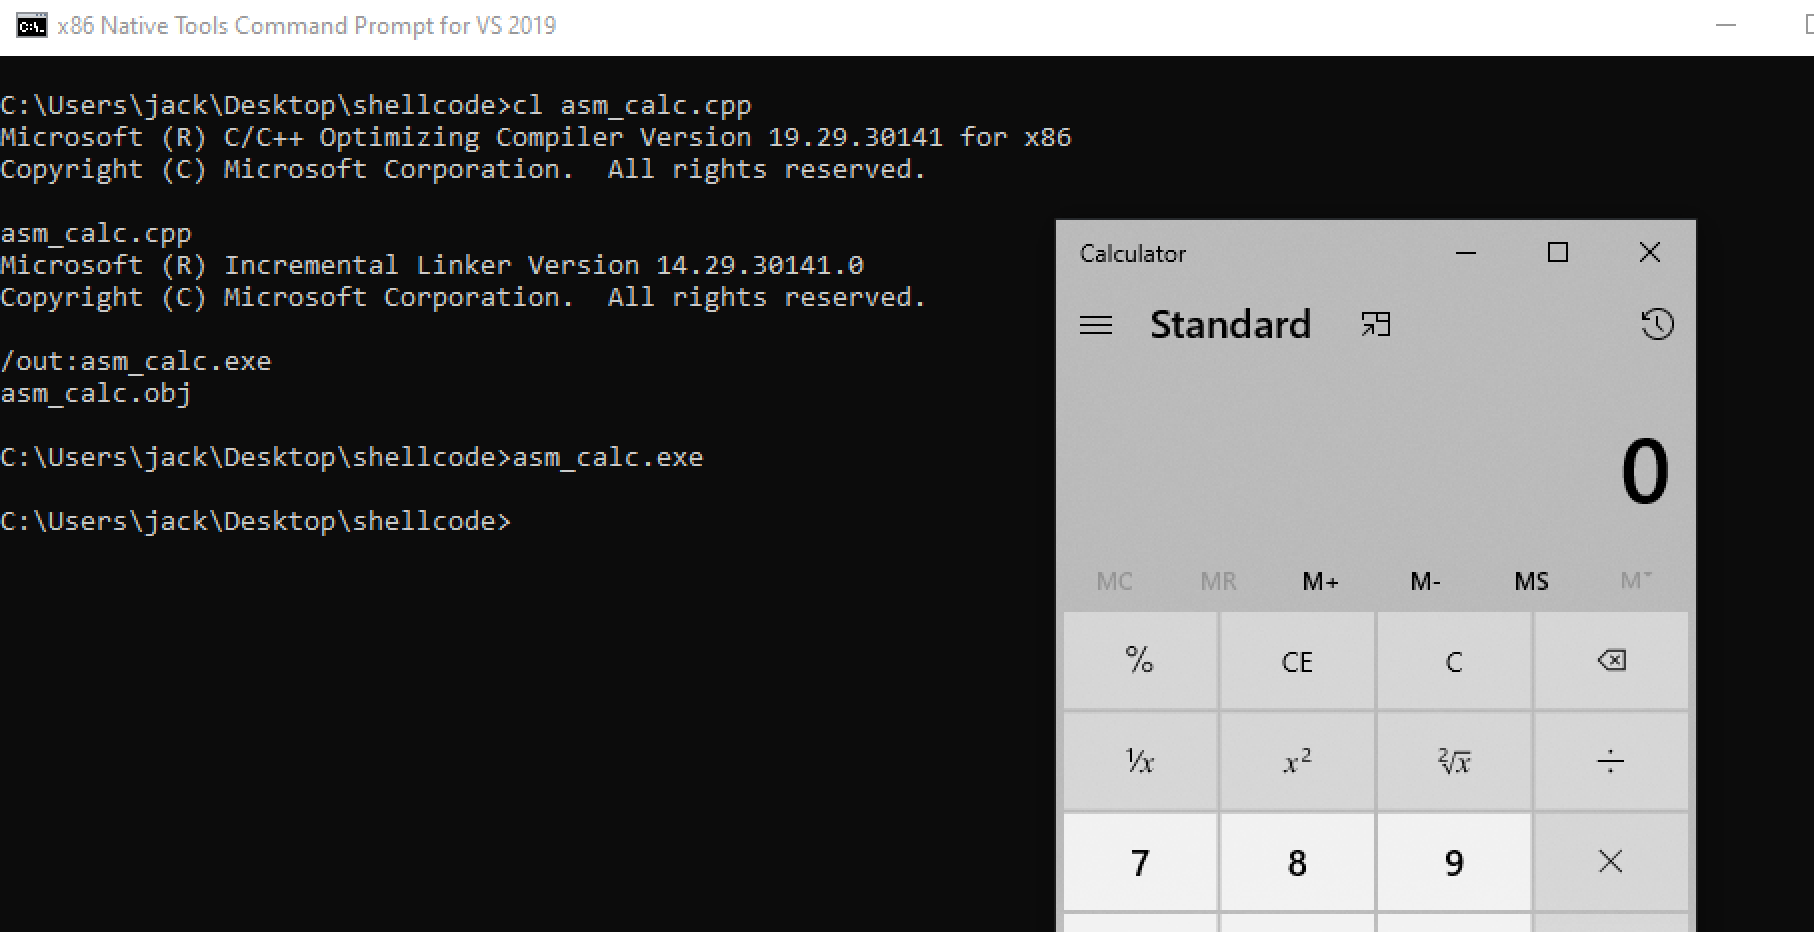 x86 Native Tools Command Prompt for VS 2019
C:\Users\jack\Desktop\shellcode>cl asm_calc.cpp
Microsoft (R) C/C++ Optimizing Compiler Version 19.29.30141 for x86
Copyright (C) Microsoft Corporation.  All rights reserved.
asm_calc.cpp
Microsoft (R) Incremental Linker Version 14.29.30141.0
Copyright (C) Microsoft Corporation.  All rights reserved.
/out:asm_calc.exe
asm_calc.obj
C:\Users\jack\Desktop\shellcode>asm_calc.exe
C:\Users\jack\Desktop\shellcode>
Calculator
Standard
0
MC MR M+ M- MS M˅
% CE C
¹/x x² ²√x ÷
7 8 9 ×